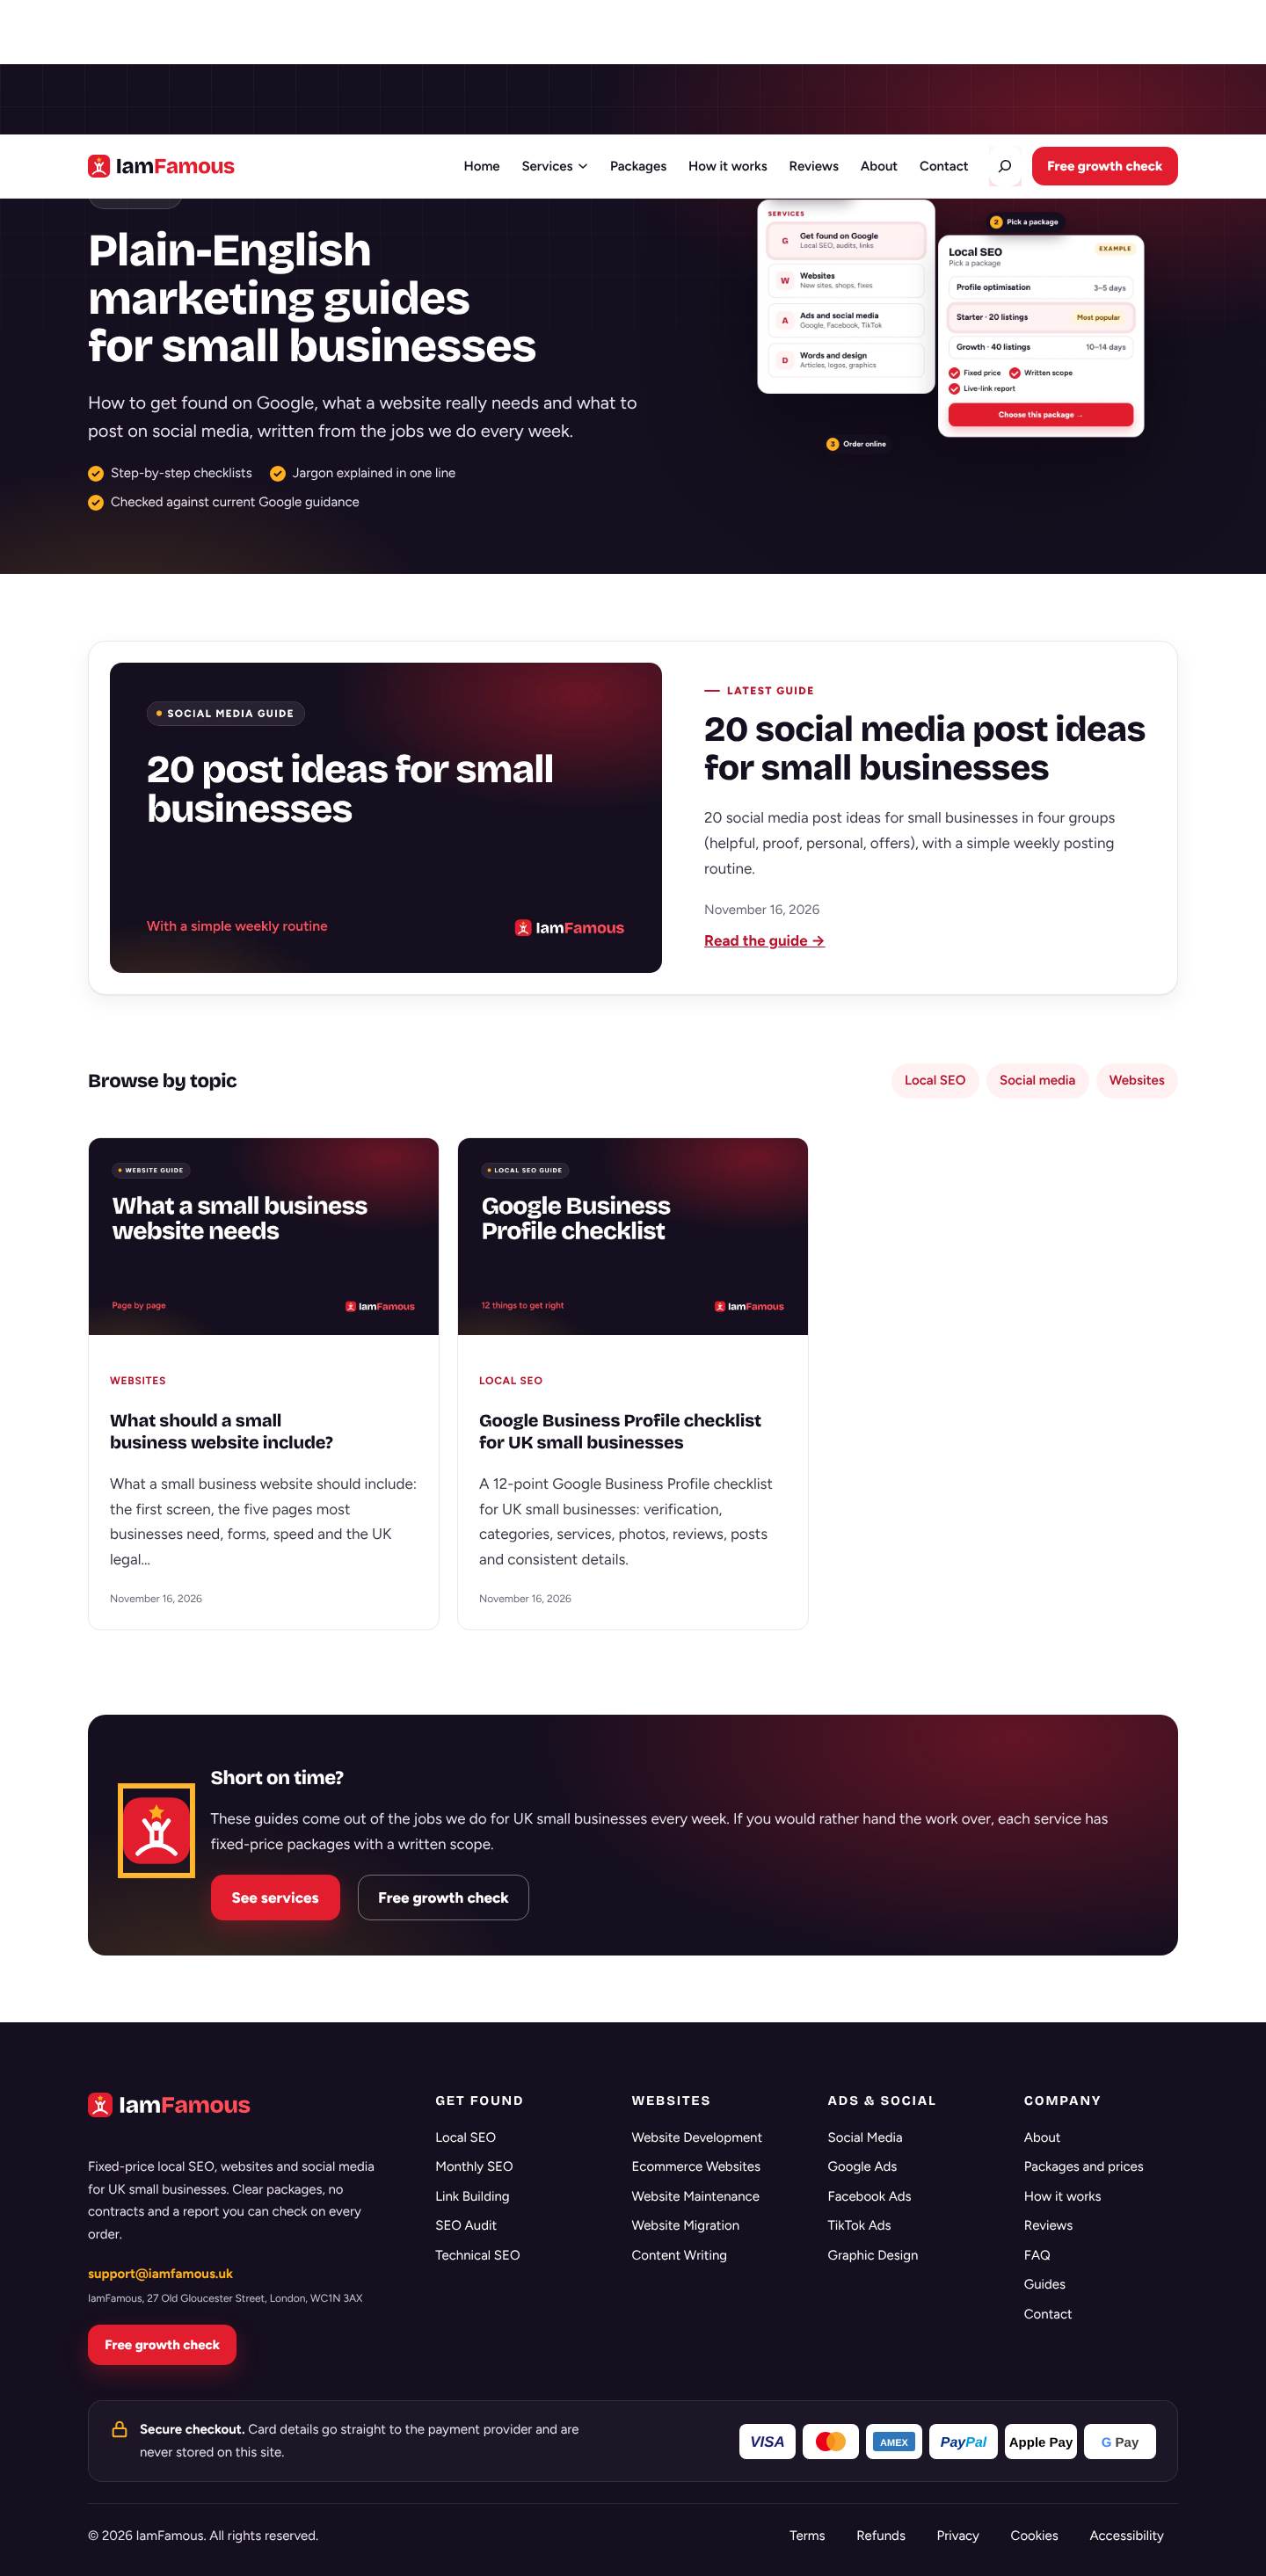 IamFamous
Home Services Packages How it works Reviews About Contact Free growth check
Plain-English
marketing guides
for small businesses
How to get found on Google, what a website really needs and what to
post on social media, written from the jobs we do every week.
Step-by-step checklists Jargon explained in one line
Checked against current Google guidance
SERVICES
G Get found on Google
Local SEO, audits, links
W Websites
New sites, shops, fixes
A Ads and social media
Google, Facebook, TikTok
D Words and design
Articles, logos, graphics
2 Pick a package
Local SEO EXAMPLE
Pick a package
Profile optimisation 3–5 days
Starter · 20 listings Most popular
Growth · 40 listings 10–14 days
Fixed price Written scope
Live-link report
Choose this package →
3 Order online
SOCIAL MEDIA GUIDE
20 post ideas for small
businesses
With a simple weekly routine IamFamous
LATEST GUIDE
20 social media post ideas
for small businesses
20 social media post ideas for small businesses in four groups
(helpful, proof, personal, offers), with a simple weekly posting
routine.
November 16, 2026
Read the guide →
Browse by topic
Local SEO Social media Websites
WEBSITE GUIDE
What a small business
website needs
Page by page IamFamous
WEBSITES
What should a small
business website include?
What a small business website should include:
the first screen, the five pages most
businesses need, forms, speed and the UK
legal…
November 16, 2026
LOCAL SEO GUIDE
Google Business
Profile checklist
12 things to get right IamFamous
LOCAL SEO
Google Business Profile checklist
for UK small businesses
A 12-point Google Business Profile checklist
for UK small businesses: verification,
categories, services, photos, reviews, posts
and consistent details.
November 16, 2026
Short on time?
These guides come out of the jobs we do for UK small businesses every week. If you would rather hand the work over, each service has
fixed-price packages with a written scope.
See services Free growth check
IamFamous
Fixed-price local SEO, websites and social media
for UK small businesses. Clear packages, no
contracts and a report you can check on every
order.
support@iamfamous.uk
IamFamous, 27 Old Gloucester Street, London, WC1N 3AX
Free growth check
GET FOUND
Local SEO
Monthly SEO
Link Building
SEO Audit
Technical SEO
WEBSITES
Website Development
Ecommerce Websites
Website Maintenance
Website Migration
Content Writing
ADS & SOCIAL
Social Media
Google Ads
Facebook Ads
TikTok Ads
Graphic Design
COMPANY
About
Packages and prices
How it works
Reviews
FAQ
Guides
Contact
Secure checkout. Card details go straight to the payment provider and are
never stored on this site.
VISA AMEX PayPal Apple Pay G Pay
© 2026 IamFamous. All rights reserved.
Terms Refunds Privacy Cookies Accessibility